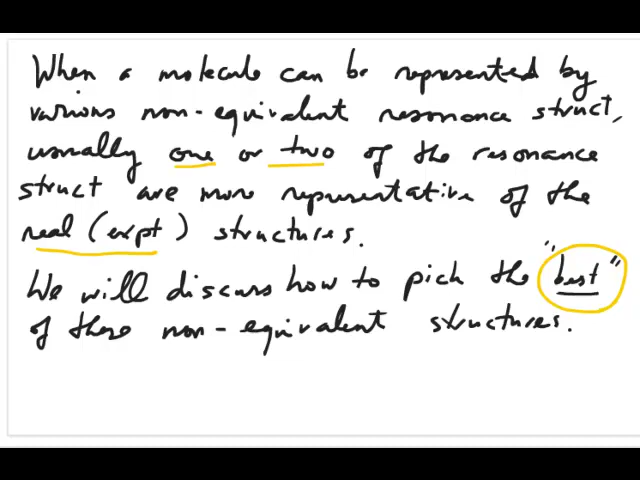 When a molecule can be represented by
various non-equivalent resonance struct,
usually one or two of the resonance
struct are more representative of the
real (expt) structures.
We will discuss how to pick the "best"
of these non-equivalent structures.